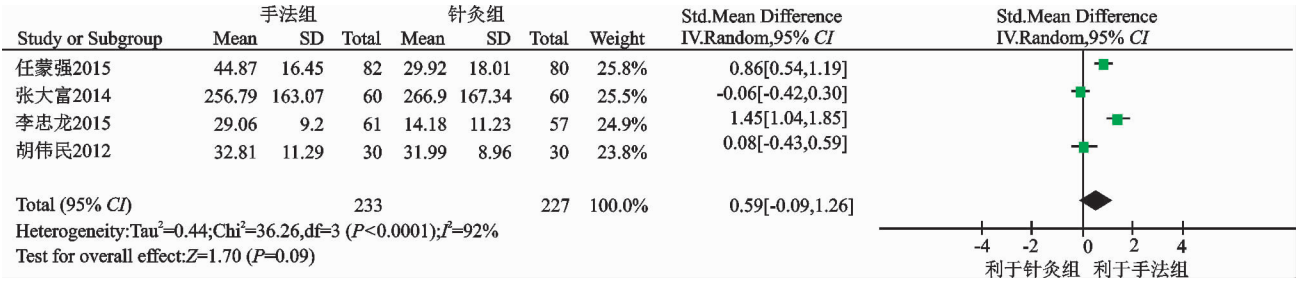 手法组 针灸组 Std.Mean Difference Std.Mean Difference
Study or Subgroup Mean SD Total Mean SD Total Weight IV.Random,95% CI IV.Random,95% CI
任蒙强2015 44.87 16.45 82 29.92 18.01 80 25.8% 0.86[0.54,1.19]
张大富2014 256.79 163.07 60 266.9 167.34 60 25.5% -0.06[-0.42,0.30]
李忠龙2015 29.06 9.2 61 14.18 11.23 57 24.9% 1.45[1.04,1.85]
胡伟民2012 32.81 11.29 30 31.99 8.96 30 23.8% 0.08[-0.43,0.59]
Total (95% CI) 233 227 100.0% 0.59[-0.09,1.26]
Heterogeneity:Tau²=0.44;Chi²=36.26,df=3 (P<0.0001);I²=92%
Test for overall effect:Z=1.70 (P=0.09)
-4 -2 0 2 4
利于针灸组 利于手法组